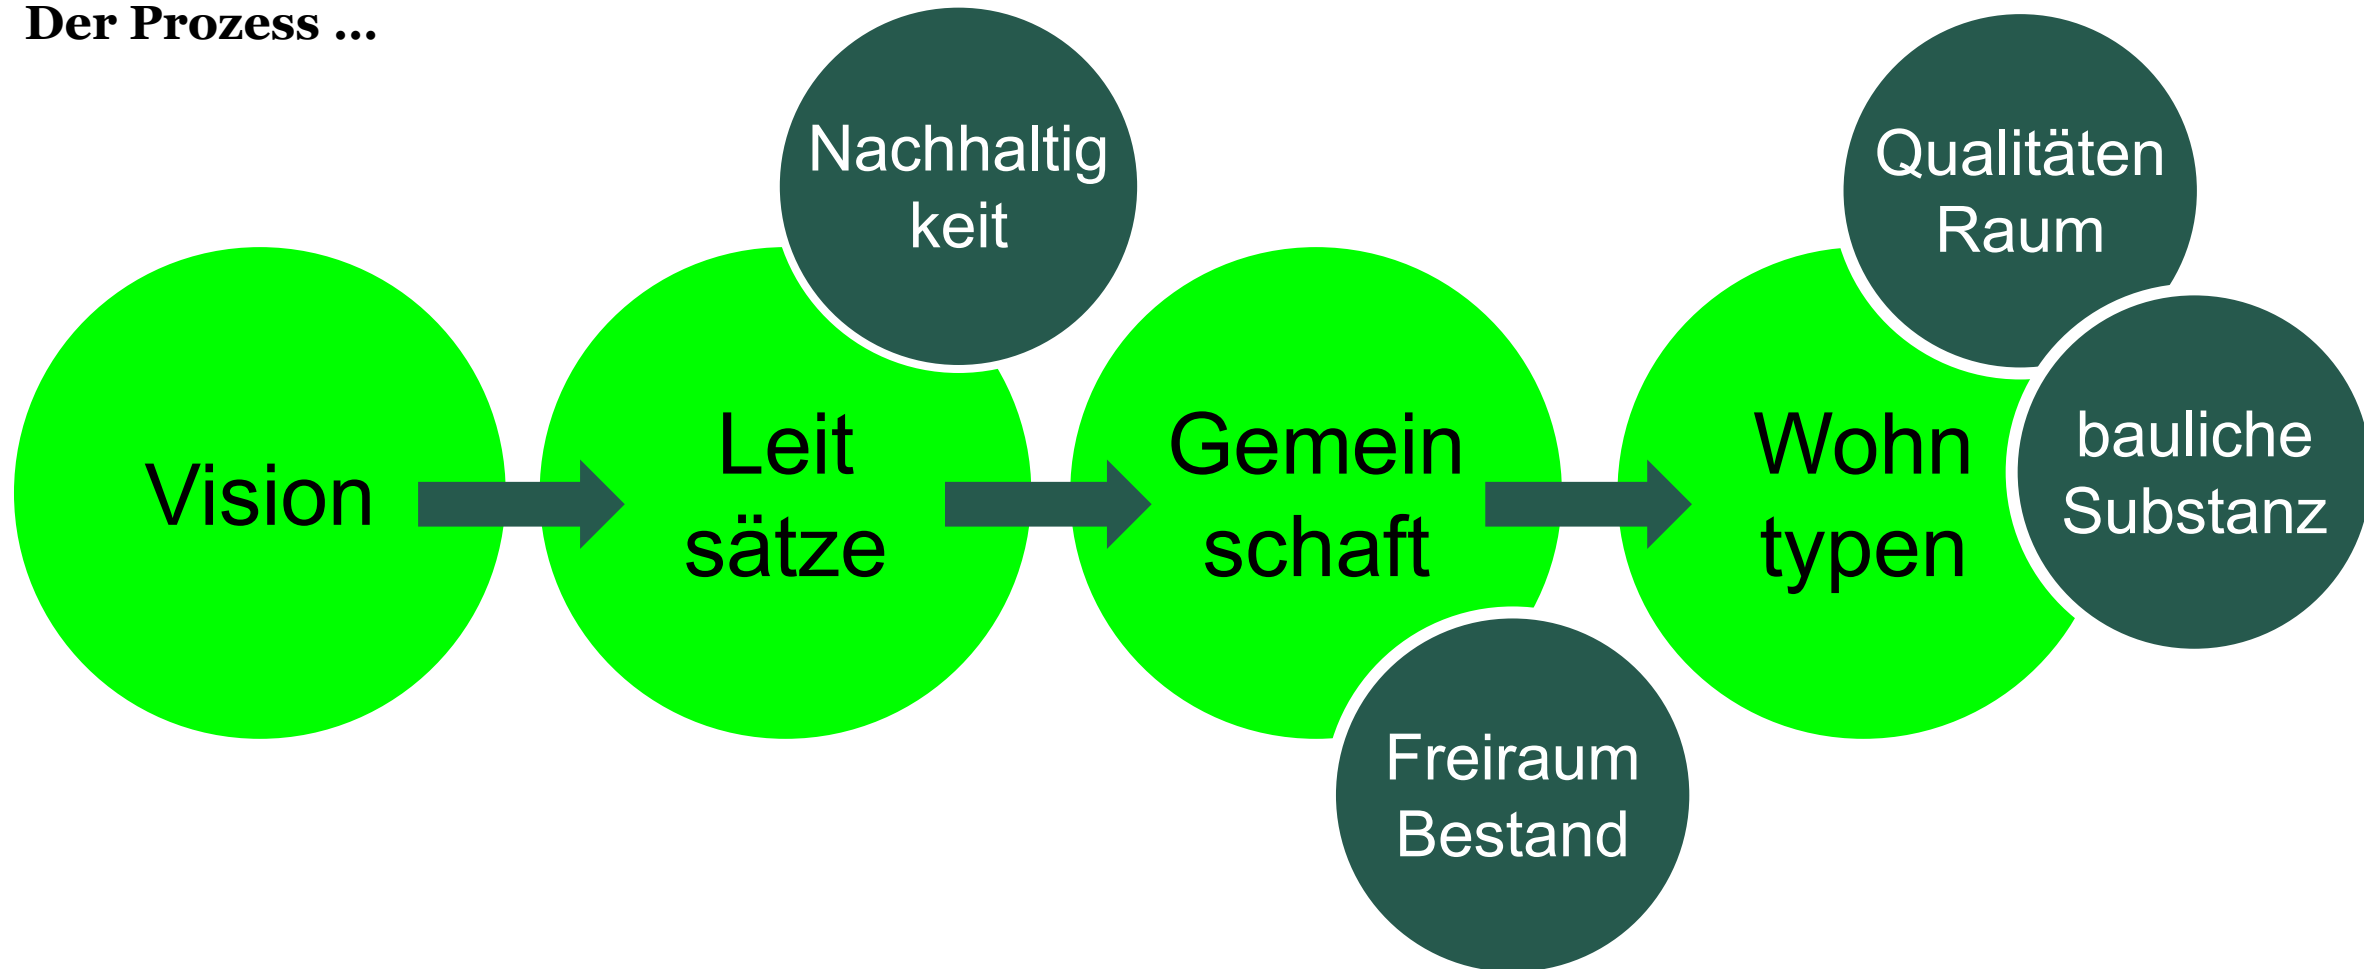 Der Prozess ...
Vision
Leit
sätze
Nachhaltig
keit
Gemein
schaft
Freiraum
Bestand
Wohn
typen
Qualitäten
Raum
bauliche
Substanz